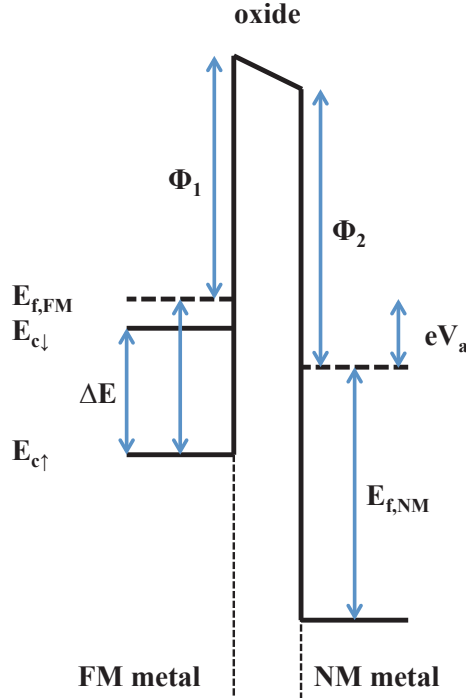 oxide
Φ1
Φ2
Ef,FM
Ec↓
eVa
ΔE
Ec↑
Ef,NM
FM metal NM metal